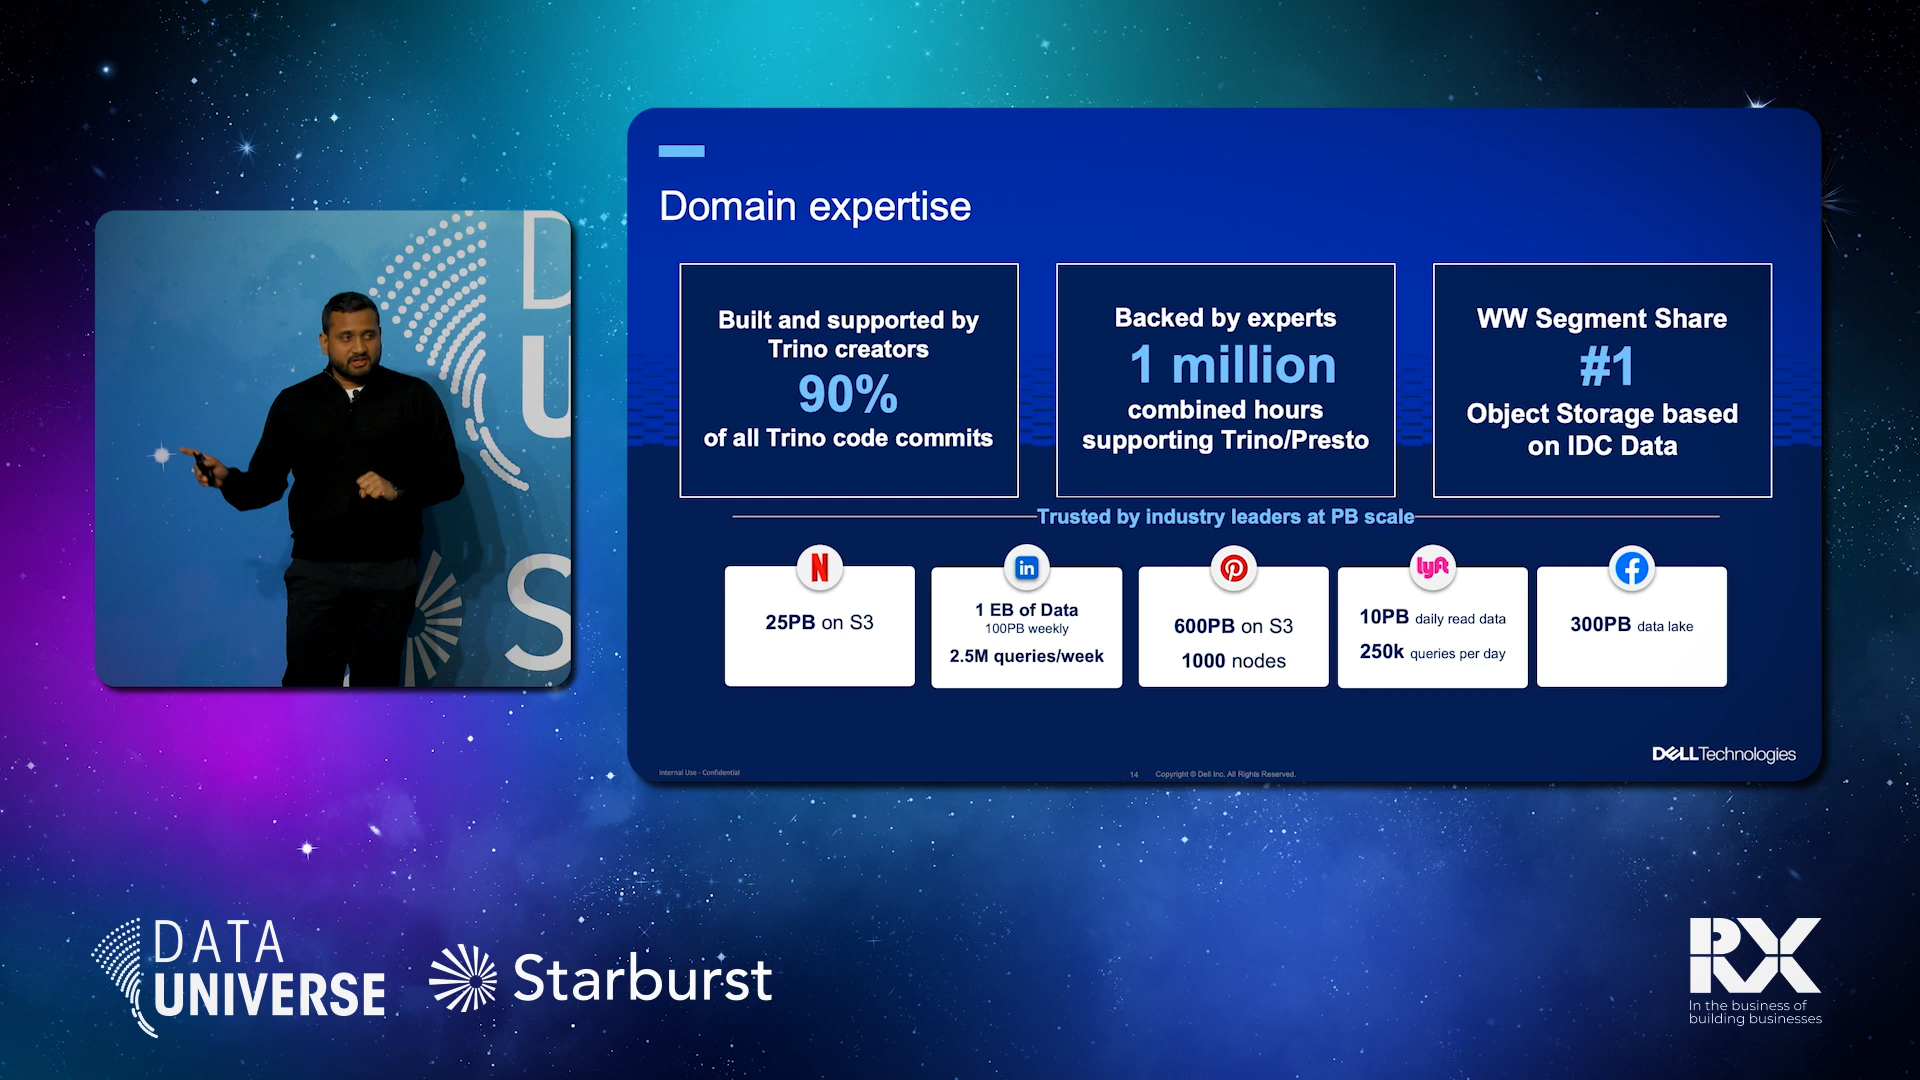 Domain expertise
Built and supported by
Trino creators
90%
of all Trino code commits
Backed by experts
1 million
combined hours
supporting Trino/Presto
WW Segment Share
#1
Object Storage based
on IDC Data
Trusted by industry leaders at PB scale
N
25PB on S3
in
1 EB of Data
100PB weekly
2.5M queries/week
600PB on S3
1000 nodes
lyft
10PB daily read data
250k queries per day
f
300PB data lake
DELLTechnologies
Internal Use - Confidential
14 Copyright © Dell Inc. All Rights Reserved.
D
U
S
DATA
UNIVERSE
Starburst
RX
In the business of
building businesses